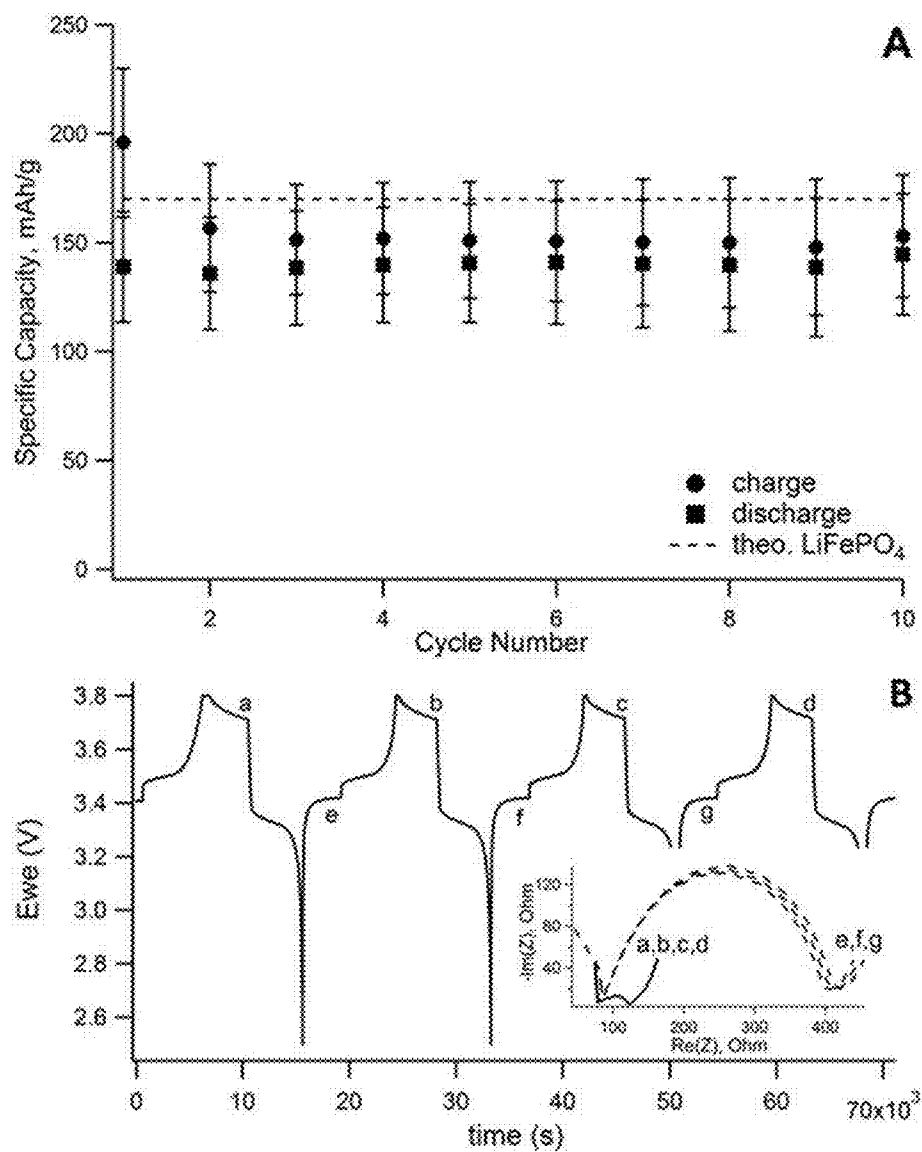 A
250
200
150
100
50
0
Specific Capacity, mAh/g
charge
discharge
theo. LiFePO4
2 4 6 8 10
Cycle Number
B
3.8
3.6
3.4
3.2
3.0
2.8
2.6
Ewe (V)
a b c d
e f g
-Im(Z), Ohm
120
80
40
a,b,c,d
e,f,g
100 200 300 400
Re(Z), Ohm
0 10 20 30 40 50 60 70x10³
time (s)